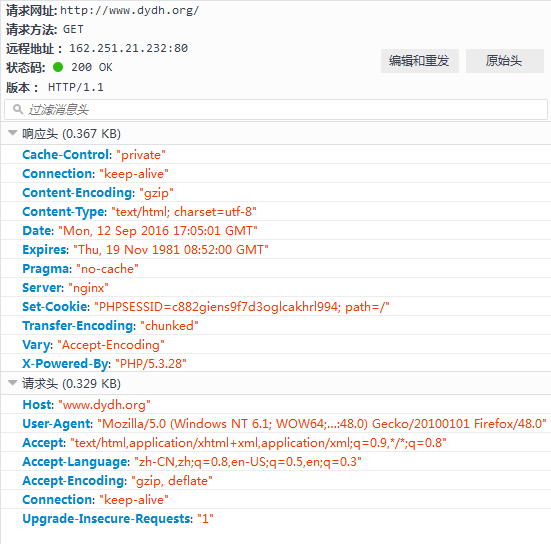 请求网址: http://www.dydh.org/
请求方法: GET
远程地址: 162.251.21.232:80
状态码: 200 OK
编辑和重发 原始头
版本: HTTP/1.1
过滤消息头
响应头 (0.367 KB)
Cache-Control: "private"
Connection: "keep-alive"
Content-Encoding: "gzip"
Content-Type: "text/html; charset=utf-8"
Date: "Mon, 12 Sep 2016 17:05:01 GMT"
Expires: "Thu, 19 Nov 1981 08:52:00 GMT"
Pragma: "no-cache"
Server: "nginx"
Set-Cookie: "PHPSESSID=c882giens9f7d3oglcakhrl994; path=/"
Transfer-Encoding: "chunked"
Vary: "Accept-Encoding"
X-Powered-By: "PHP/5.3.28"
请求头 (0.329 KB)
Host: "www.dydh.org"
User-Agent: "Mozilla/5.0 (Windows NT 6.1; WOW64;...:48.0) Gecko/20100101 Firefox/48.0"
Accept: "text/html,application/xhtml+xml,application/xml;q=0.9,*/*;q=0.8"
Accept-Language: "zh-CN,zh;q=0.8,en-US;q=0.5,en;q=0.3"
Accept-Encoding: "gzip, deflate"
Connection: "keep-alive"
Upgrade-Insecure-Requests: "1"